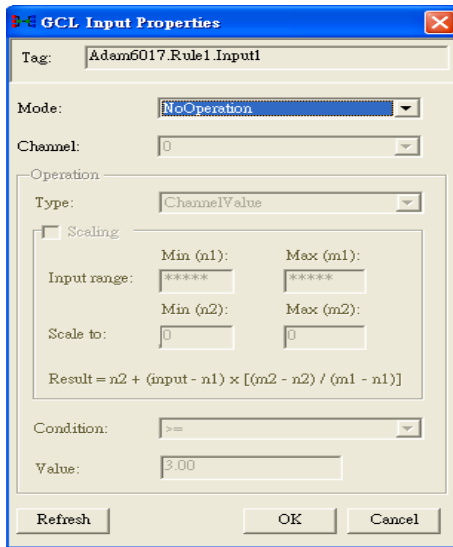 GCL Input Properties
Tag: Adam6017.Rule1.Input1
Mode: NoOperation
Channel: 0
Operation
Type: ChannelValue
Scaling
Min (n1): Max (m1):
Input range: ***** *****
Min (n2): Max (m2):
Scale to: 0 0
Result = n2 + (input - n1) x [(m2 - n2) / (m1 - n1)]
Condition: >=
Value: 3.00
Refresh OK Cancel